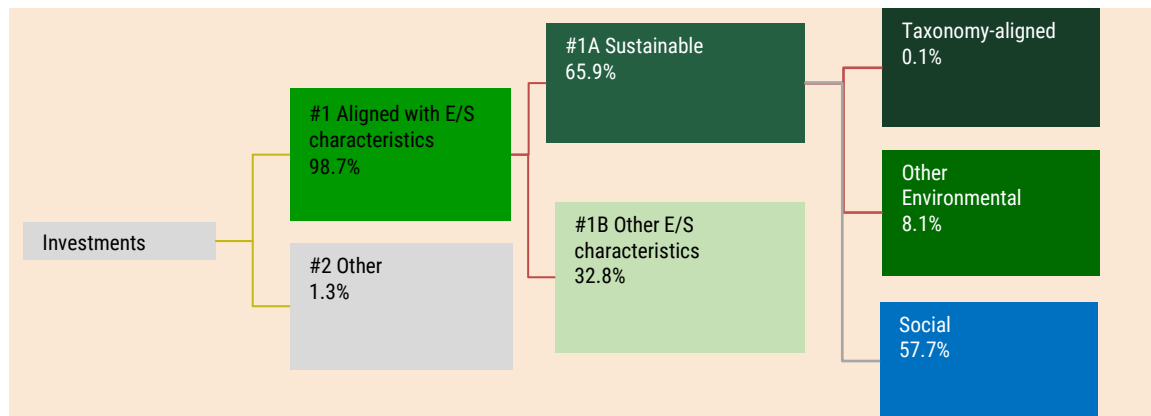 Investments
#1 Aligned with E/S
characteristics
98.7%
#2 Other
1.3%
#1A Sustainable
65.9%
#1B Other E/S
characteristics
32.8%
Taxonomy-aligned
0.1%
Other
Environmental
8.1%
Social
57.7%